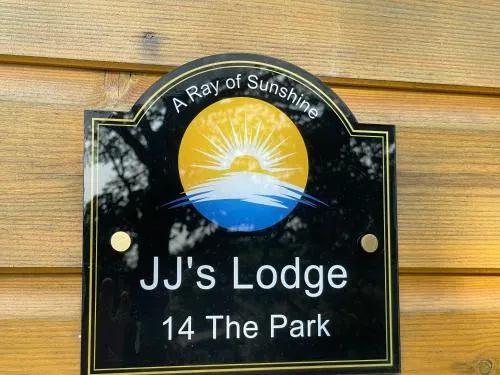 A Ray of Sunshine
JJ's Lodge
14 The Park